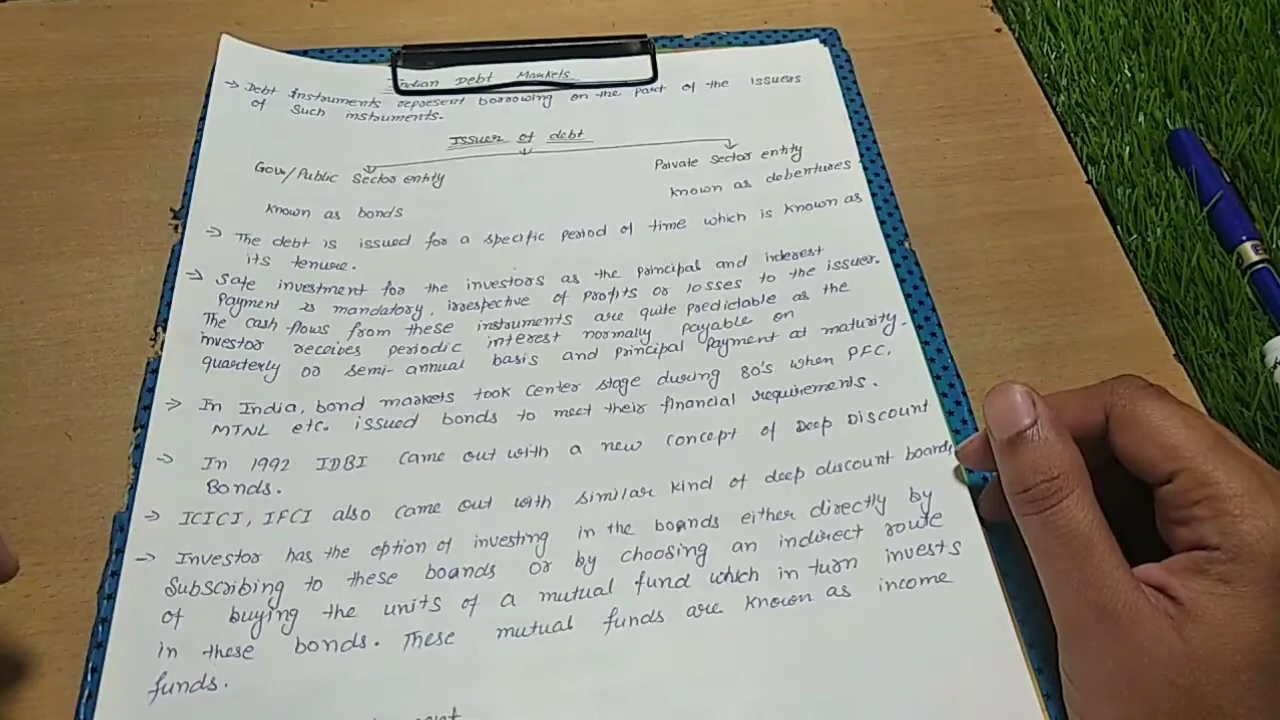 Indian Debt Markets
→ Debt Instruments represent borrowing on the part of the issuers
of such instruments.
Issuer of debt
Gov/Public Sector entity
Private sector entity
Known as bonds
Known as debentures.
→ The debt is issued for a specific period of time which is known as
its tenure.
→ Safe investment for the investors as the principal and interest
Payment is mandatory, irrespective of profits or losses to the issuer.
The cash flows from these instruments are quite predictable as the
Investor receives periodic interest normally payable on
quarterly or semi-annual basis and principal payment at maturity.
→ In India, bond markets took center stage during 80's when PFC,
MTNL etc. issued bonds to meet their financial requirements.
→ In 1992 IDBI came out with a new concept of Deep Discount
Bonds.
→ ICICI, IFCI also came out with similar kind of deep discount boands
→ Investor has the option of investing in the boands either directly by
Subscribing to these boands or by choosing an indirect route
of buying the units of a mutual fund which in turn invests
in these bonds. These mutual funds are known as income
funds.